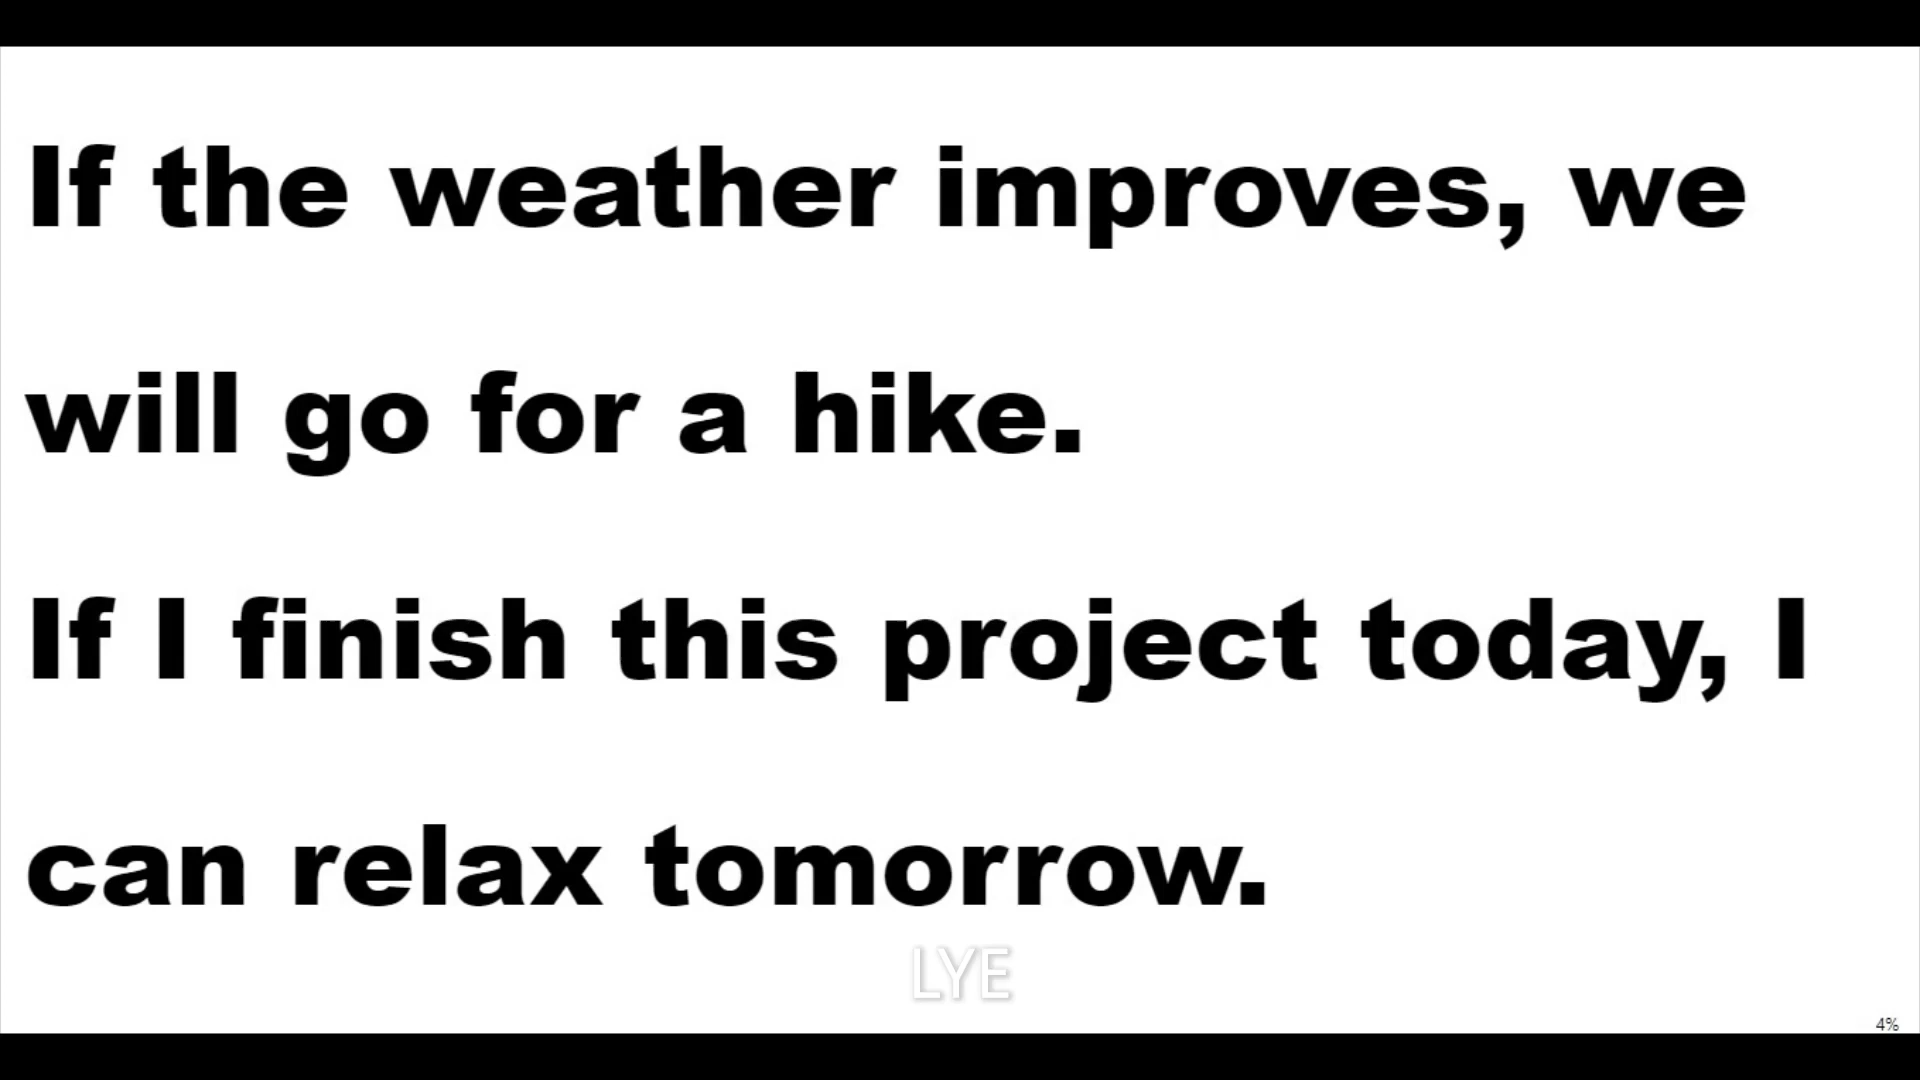 If the weather improves, we
will go for a hike.
If I finish this project today, I
can relax tomorrow.
LYE
4%